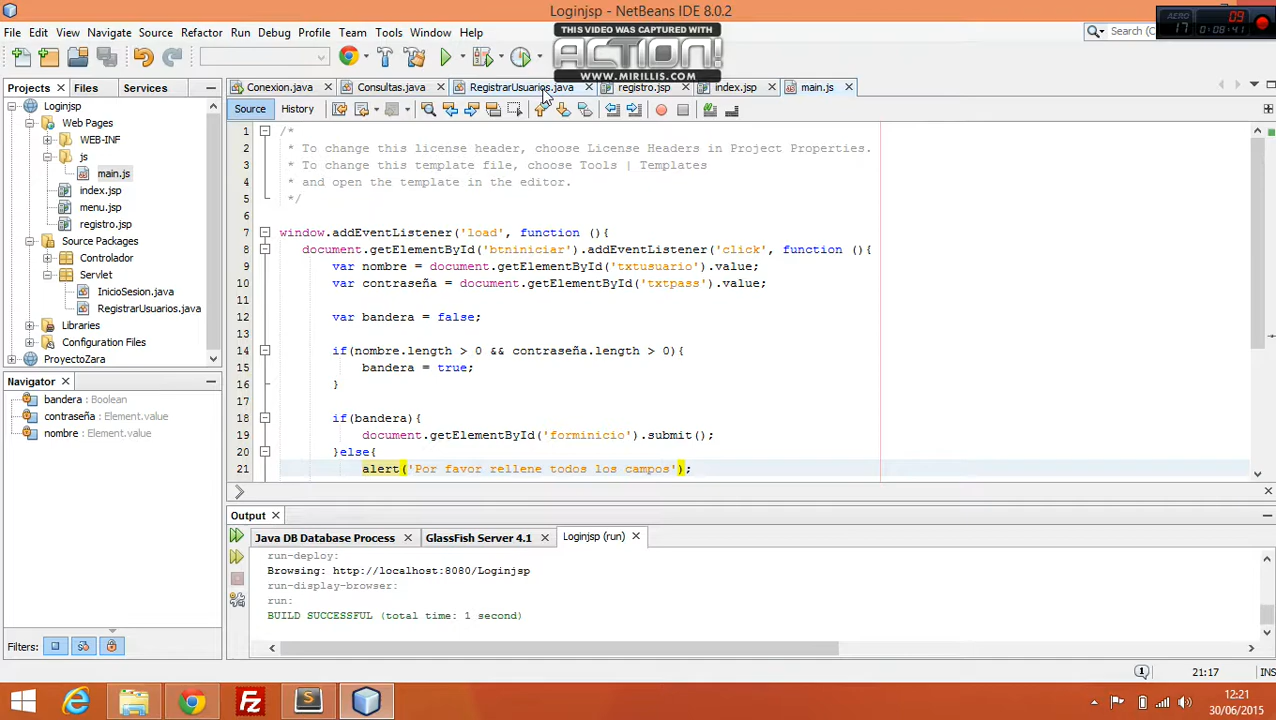 Loginjsp - NetBeans IDE 8.0.2
AERO 17 09 0:08:41
THIS VIDEO WAS CAPTURED WITH
ACTION!
WWW.MIRILLIS.COM
File Edit View Navigate Source Refactor Run Debug Profile Team Tools Window Help
Search (
Projects Files Services
Conexion.java Consultas.java RegistrarUsuarios.java registro.jsp index.jsp main.js
Source History
Loginjsp
Web Pages
WEB-INF
js
main.js
index.jsp
menu.jsp
registro.jsp
Source Packages
Controlador
Servlet
InicioSesion.java
RegistrarUsuarios.java
Libraries
Configuration Files
ProyectoZara
1 /*
2 * To change this license header, choose License Headers in Project Properties.
3 * To change this template file, choose Tools | Templates
4 * and open the template in the editor.
5 */
6
7 window.addEventListener('load', function (){
8 document.getElementById('btniniciar').addEventListener('click', function (){
9 var nombre = document.getElementById('txtusuario').value;
10 var contraseña = document.getElementById('txtpass').value;
11
12 var bandera = false;
13
14 if(nombre.length > 0 && contraseña.length > 0){
15 bandera = true;
16 }
17
18 if(bandera){
19 document.getElementById('forminicio').submit();
20 }else{
21 alert('Por favor rellene todos los campos');
Navigator
bandera : Boolean
contraseña : Element.value
nombre : Element.value
Filters:
Output
Java DB Database Process GlassFish Server 4.1 Loginjsp (run)
run-deploy:
Browsing: http://localhost:8080/Loginjsp
run-display-browser:
run:
BUILD SUCCESSFUL (total time: 1 second)
1 21:17 INS
12:21
30/06/2015